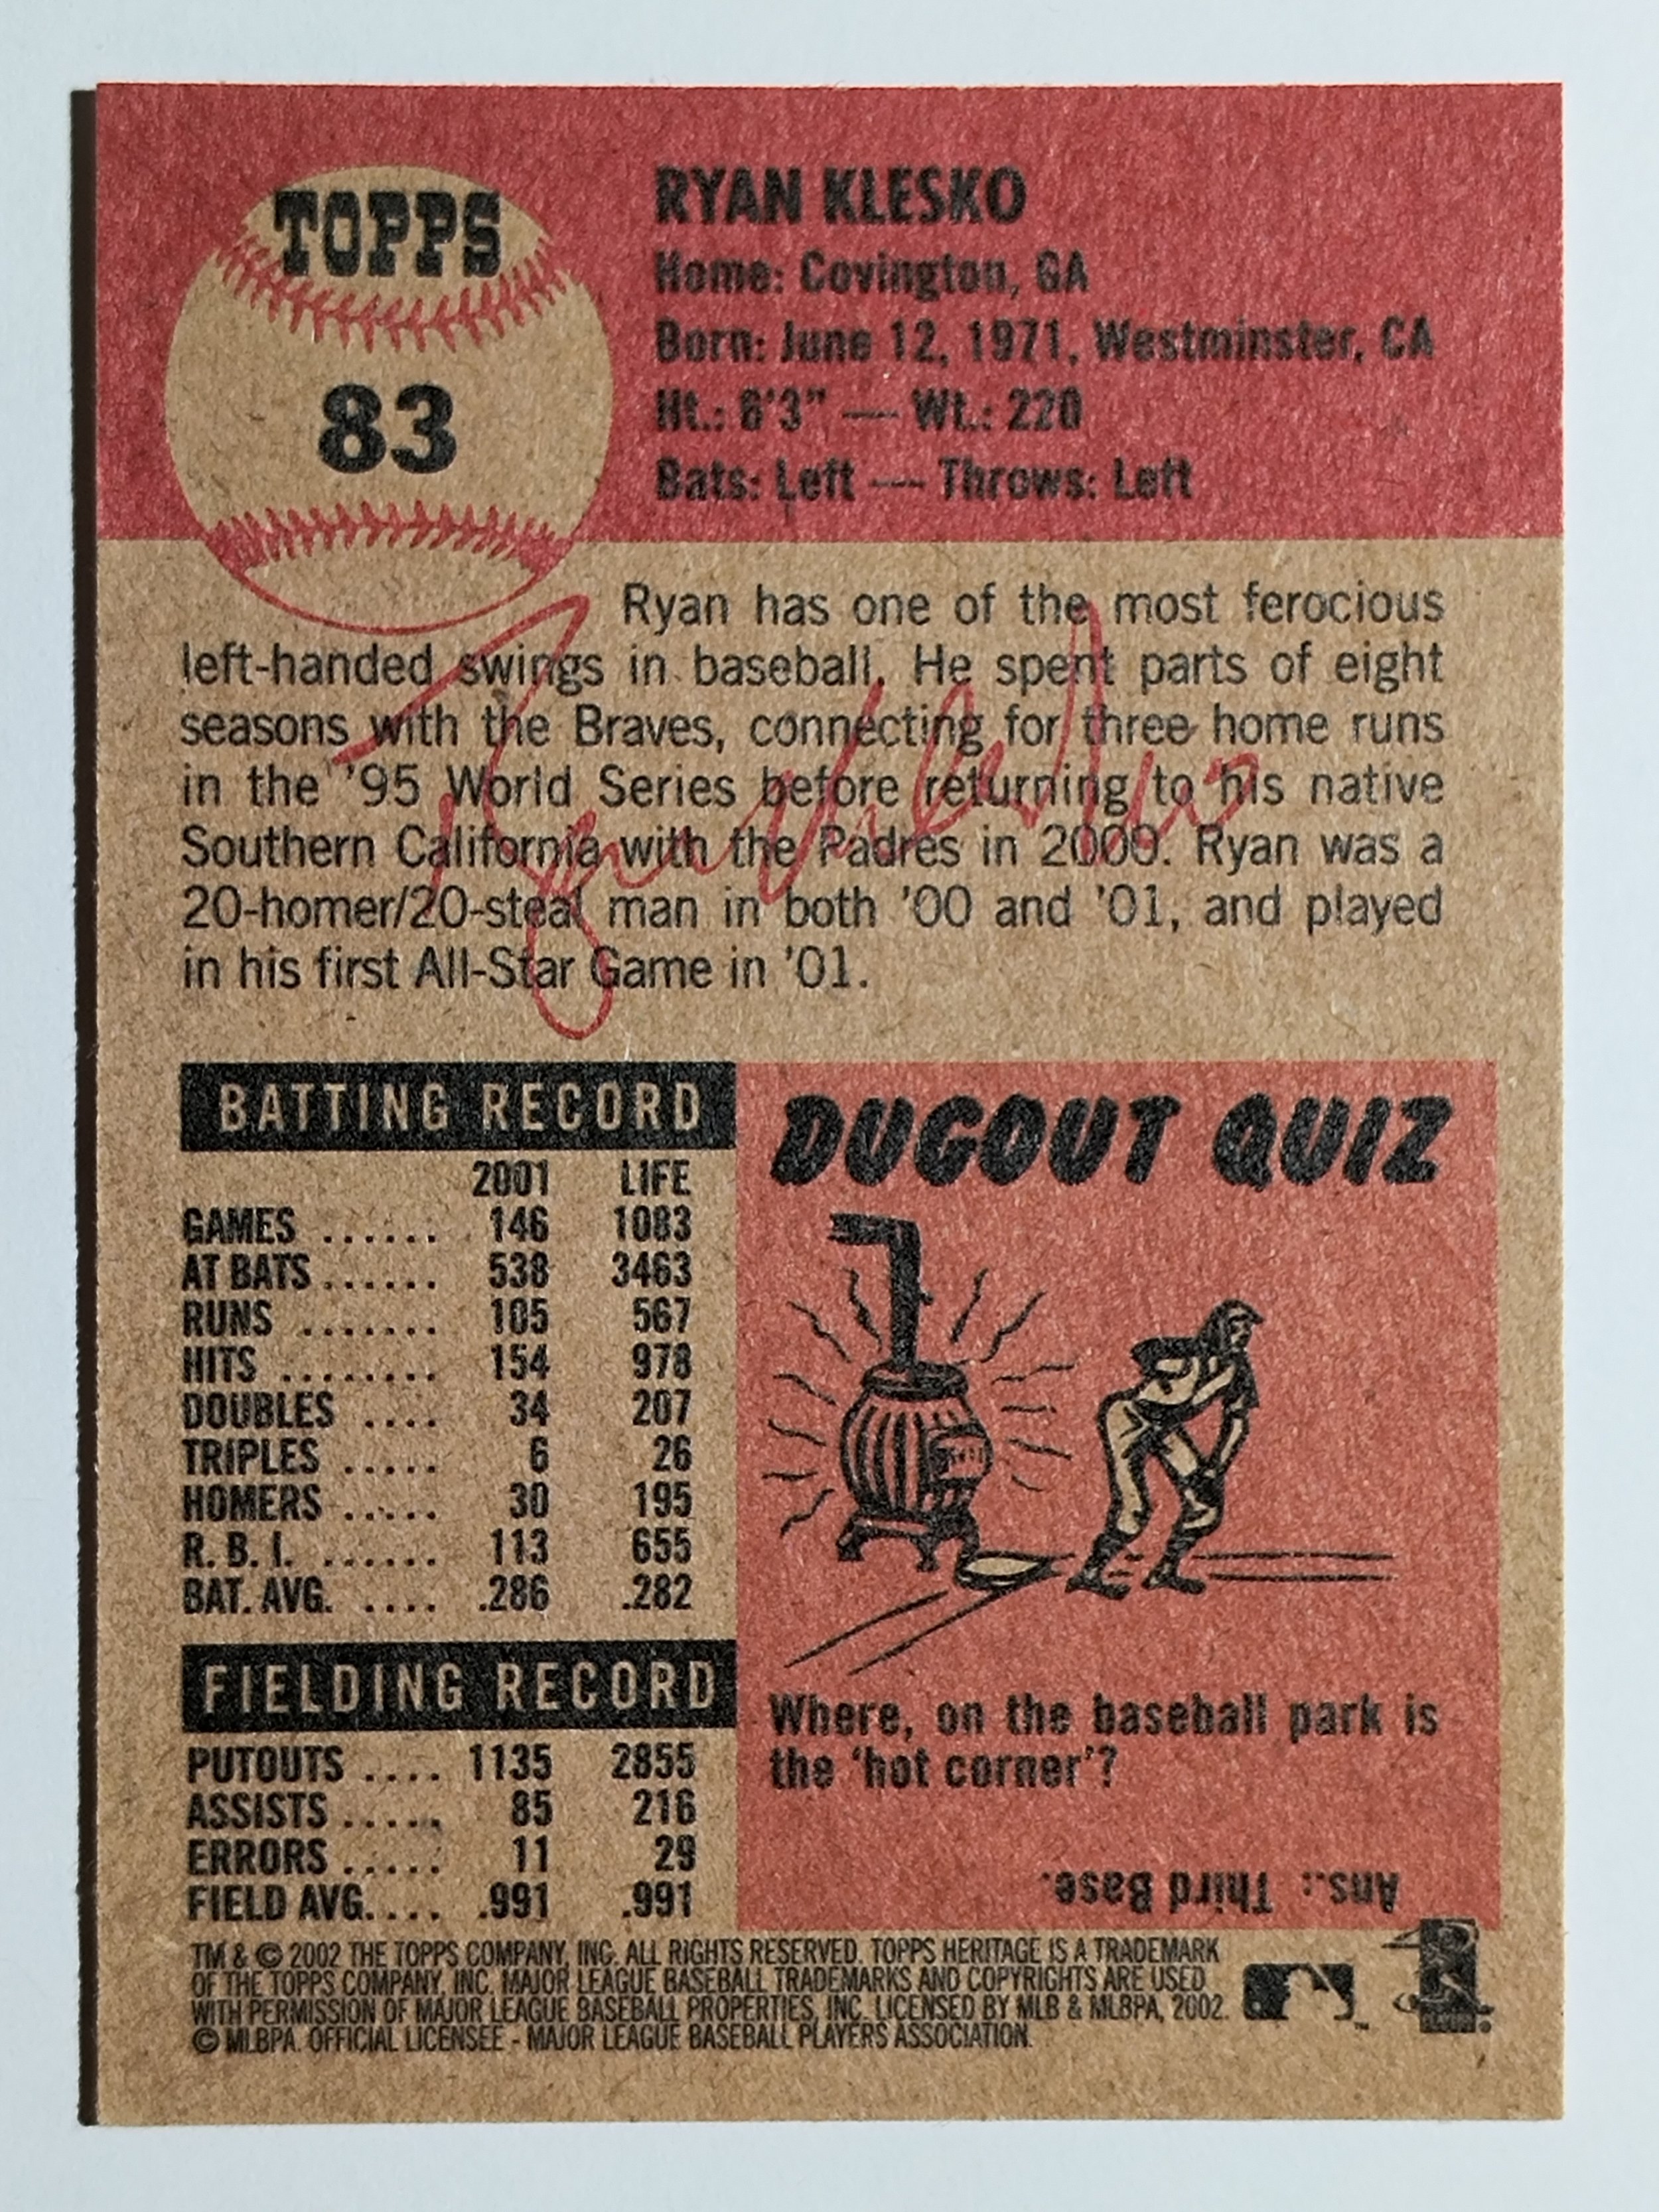 TOPPS
83
RYAN KLESKO
Home: Covington, GA
Born: June 12, 1971, Westminster, CA
Ht.: 6'3" — Wt.: 220
Bats: Left — Throws: Left
Ryan has one of the most ferocious
left-handed swings in baseball. He spent parts of eight
seasons with the Braves, connecting for three home runs
in the '95 World Series before returning to his native
Southern California with the Padres in 2000. Ryan was a
20-homer/20-steal man in both '00 and '01, and played
in his first All-Star Game in '01.
Ryan Klesko
BATTING RECORD
2001 LIFE
GAMES ...... 146 1083
AT BATS ...... 538 3463
RUNS ....... 105 567
HITS ........ 154 978
DOUBLES .... 34 207
TRIPLES ..... 6 26
HOMERS ..... 30 195
R. B. I. ...... 113 655
BAT. AVG. .... .286 .282
FIELDING RECORD
PUTOUTS .... 1135 2855
ASSISTS ..... 85 216
ERRORS ..... 11 29
FIELD AVG. ... .991 .991
DUGOUT QUIZ
Where, on the baseball park is
the 'hot corner'?
Ans.: Third Base.
TM & © 2002 THE TOPPS COMPANY, INC. ALL RIGHTS RESERVED. TOPPS HERITAGE IS A TRADEMARK
OF THE TOPPS COMPANY, INC. MAJOR LEAGUE BASEBALL TRADEMARKS AND COPYRIGHTS ARE USED
WITH PERMISSION OF MAJOR LEAGUE BASEBALL PROPERTIES, INC. LICENSED BY MLB & MLBPA, 2002.
© MLBPA. OFFICIAL LICENSEE - MAJOR LEAGUE BASEBALL PLAYERS ASSOCIATION.
TM